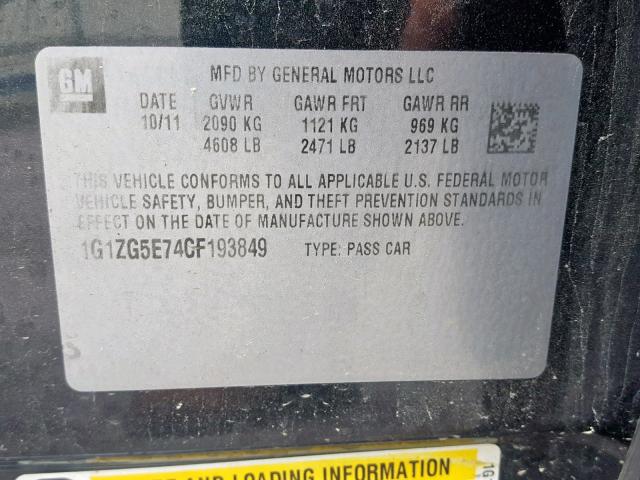 GM
MFD BY GENERAL MOTORS LLC
DATE GVWR GAWR FRT GAWR RR
10/11 2090 KG 1121 KG 969 KG
4608 LB 2471 LB 2137 LB
THIS VEHICLE CONFORMS TO ALL APPLICABLE U.S. FEDERAL MOTOR
VEHICLE SAFETY, BUMPER, AND THEFT PREVENTION STANDARDS IN
EFFECT ON THE DATE OF MANUFACTURE SHOWN ABOVE.
1G1ZG5E74CF193849 TYPE: PASS CAR
AND LOADING INFORMATION